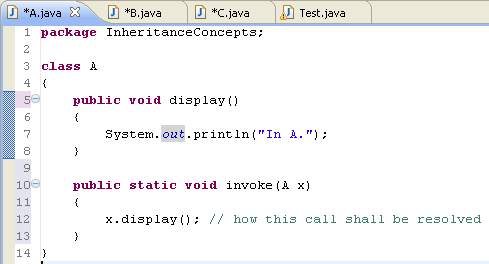 *A.java *B.java *C.java Test.java
1 package InheritanceConcepts;
2
3 class A
4 {
5 public void display()
6 {
7 System.out.println("In A.");
8 }
9
10 public static void invoke(A x)
11 {
12 x.display(); // how this call shall be resolved
13 }
14 }